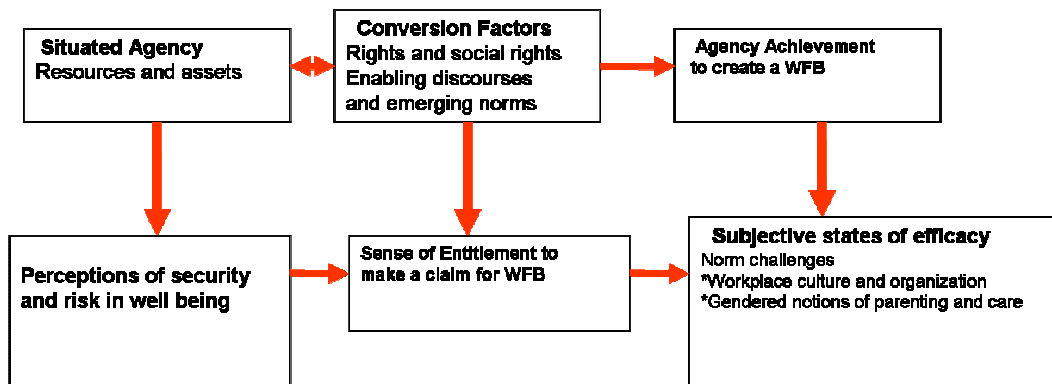 Situated Agency
Resources and assets
Conversion Factors
Rights and social rights
Enabling discourses
and emerging norms
Agency Achievement
to create a WFB
Perceptions of security
and risk in well being
Sense of Entitlement to
make a claim for WFB
Subjective states of efficacy
Norm challenges
*Workplace culture and organization
*Gendered notions of parenting and care